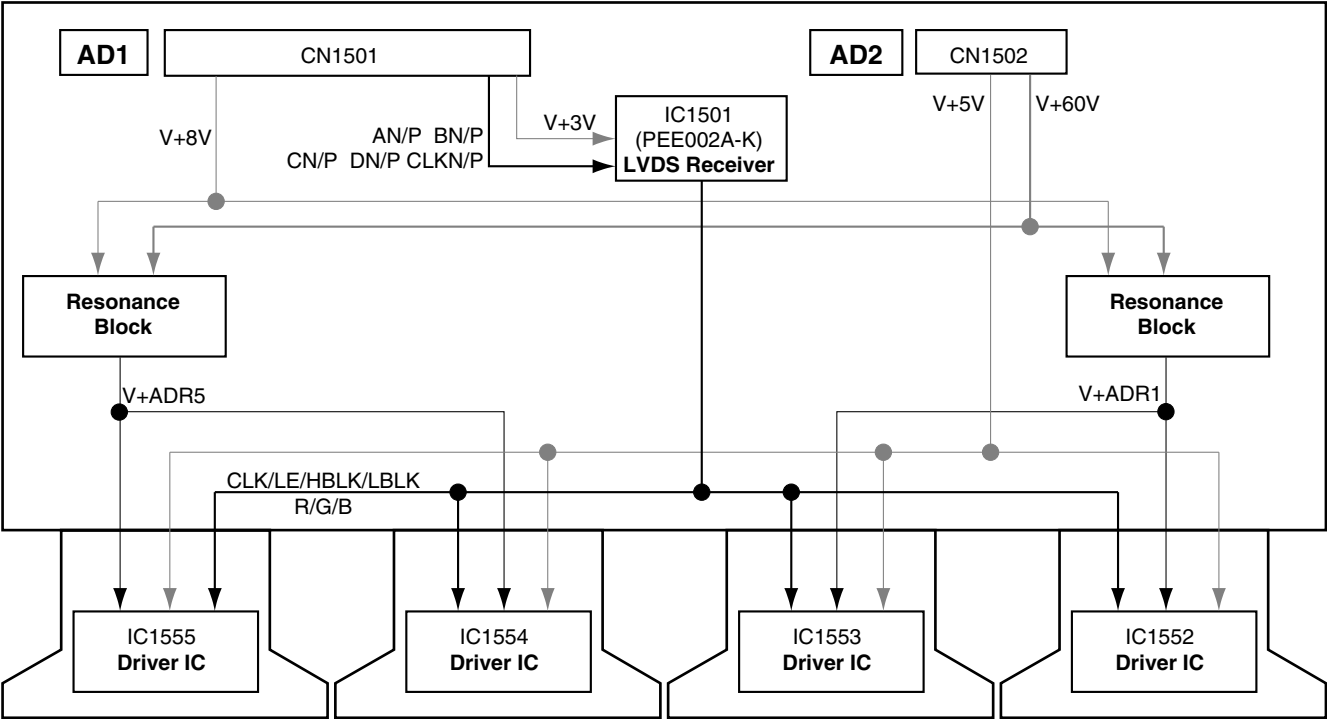 AD1
CN1501
AD2
CN1502
V+8V
AN/P BN/P
CN/P DN/P CLKN/P
V+3V
IC1501
(PEE002A-K)
LVDS Receiver
V+5V
V+60V
Resonance
Block
Resonance
Block
V+ADR5
V+ADR1
CLK/LE/HBLK/LBLK
R/G/B
IC1555
Driver IC
IC1554
Driver IC
IC1553
Driver IC
IC1552
Driver IC